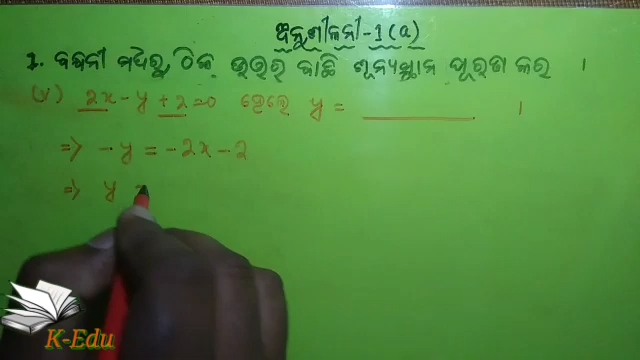 ଅନୁଶୀଳନୀ-1(a)
1. ବନ୍ଧନୀ ମଧ୍ୟରୁ ଠିକ୍ ଉତ୍ତର ବାଛି ଶୂନ୍ୟସ୍ଥାନ ପୂରଣ କର ।
2x-y+2=0 ହେଲେ y = ________ ।
=> -y = -2x-2
=> y =
K-Edu